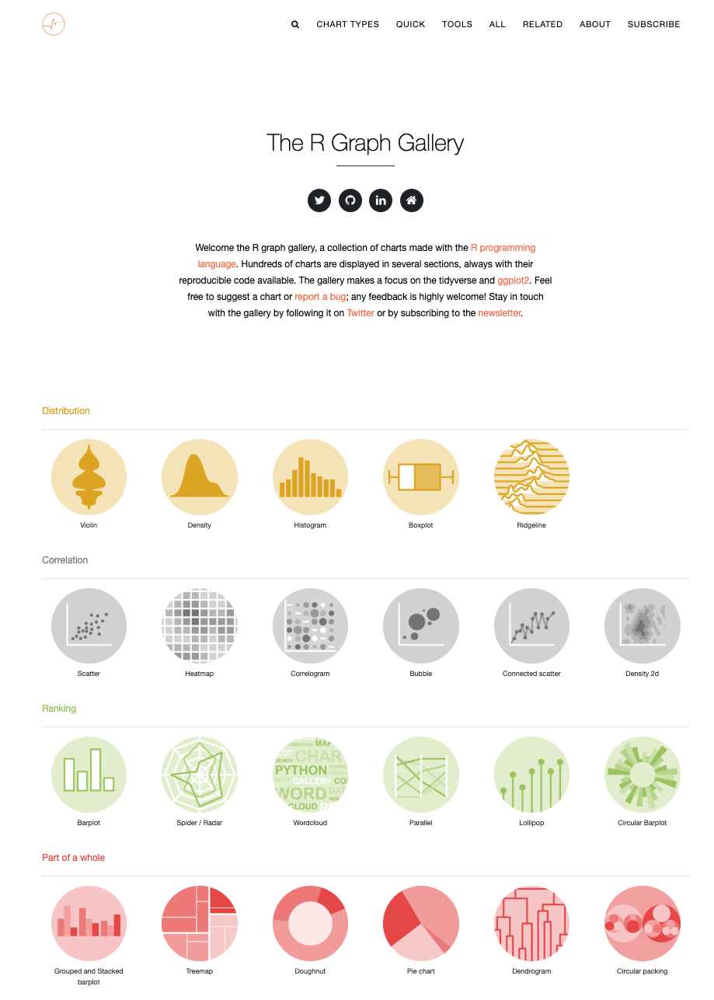 CHART TYPES QUICK TOOLS ALL RELATED ABOUT SUBSCRIBE
The R Graph Gallery
Welcome the R graph gallery, a collection of charts made with the R programming
language. Hundreds of charts are displayed in several sections, always with their
reproducible code available. The gallery makes a focus on the tidyverse and ggplot2. Feel
free to suggest a chart or report a bug; any feedback is highly welcome! Stay in touch
with the gallery by following it on Twitter or by subscribing to the newsletter.
Distribution
Violin Density Histogram Boxplot Ridgeline
Correlation
Scatter Heatmap Correlogram Bubble Connected scatter Density 2d
Ranking
CHAR
DESIGN
PYTHON SCIENCE
GALLERY
WORD DAT
WEB
CLOUD
Barplot Spider / Radar Wordcloud Parallel Lollipop Circular Barplot
Part of a whole
Grouped and Stacked
barplot
Treemap Doughnut Pie chart Dendrogram Circular packing